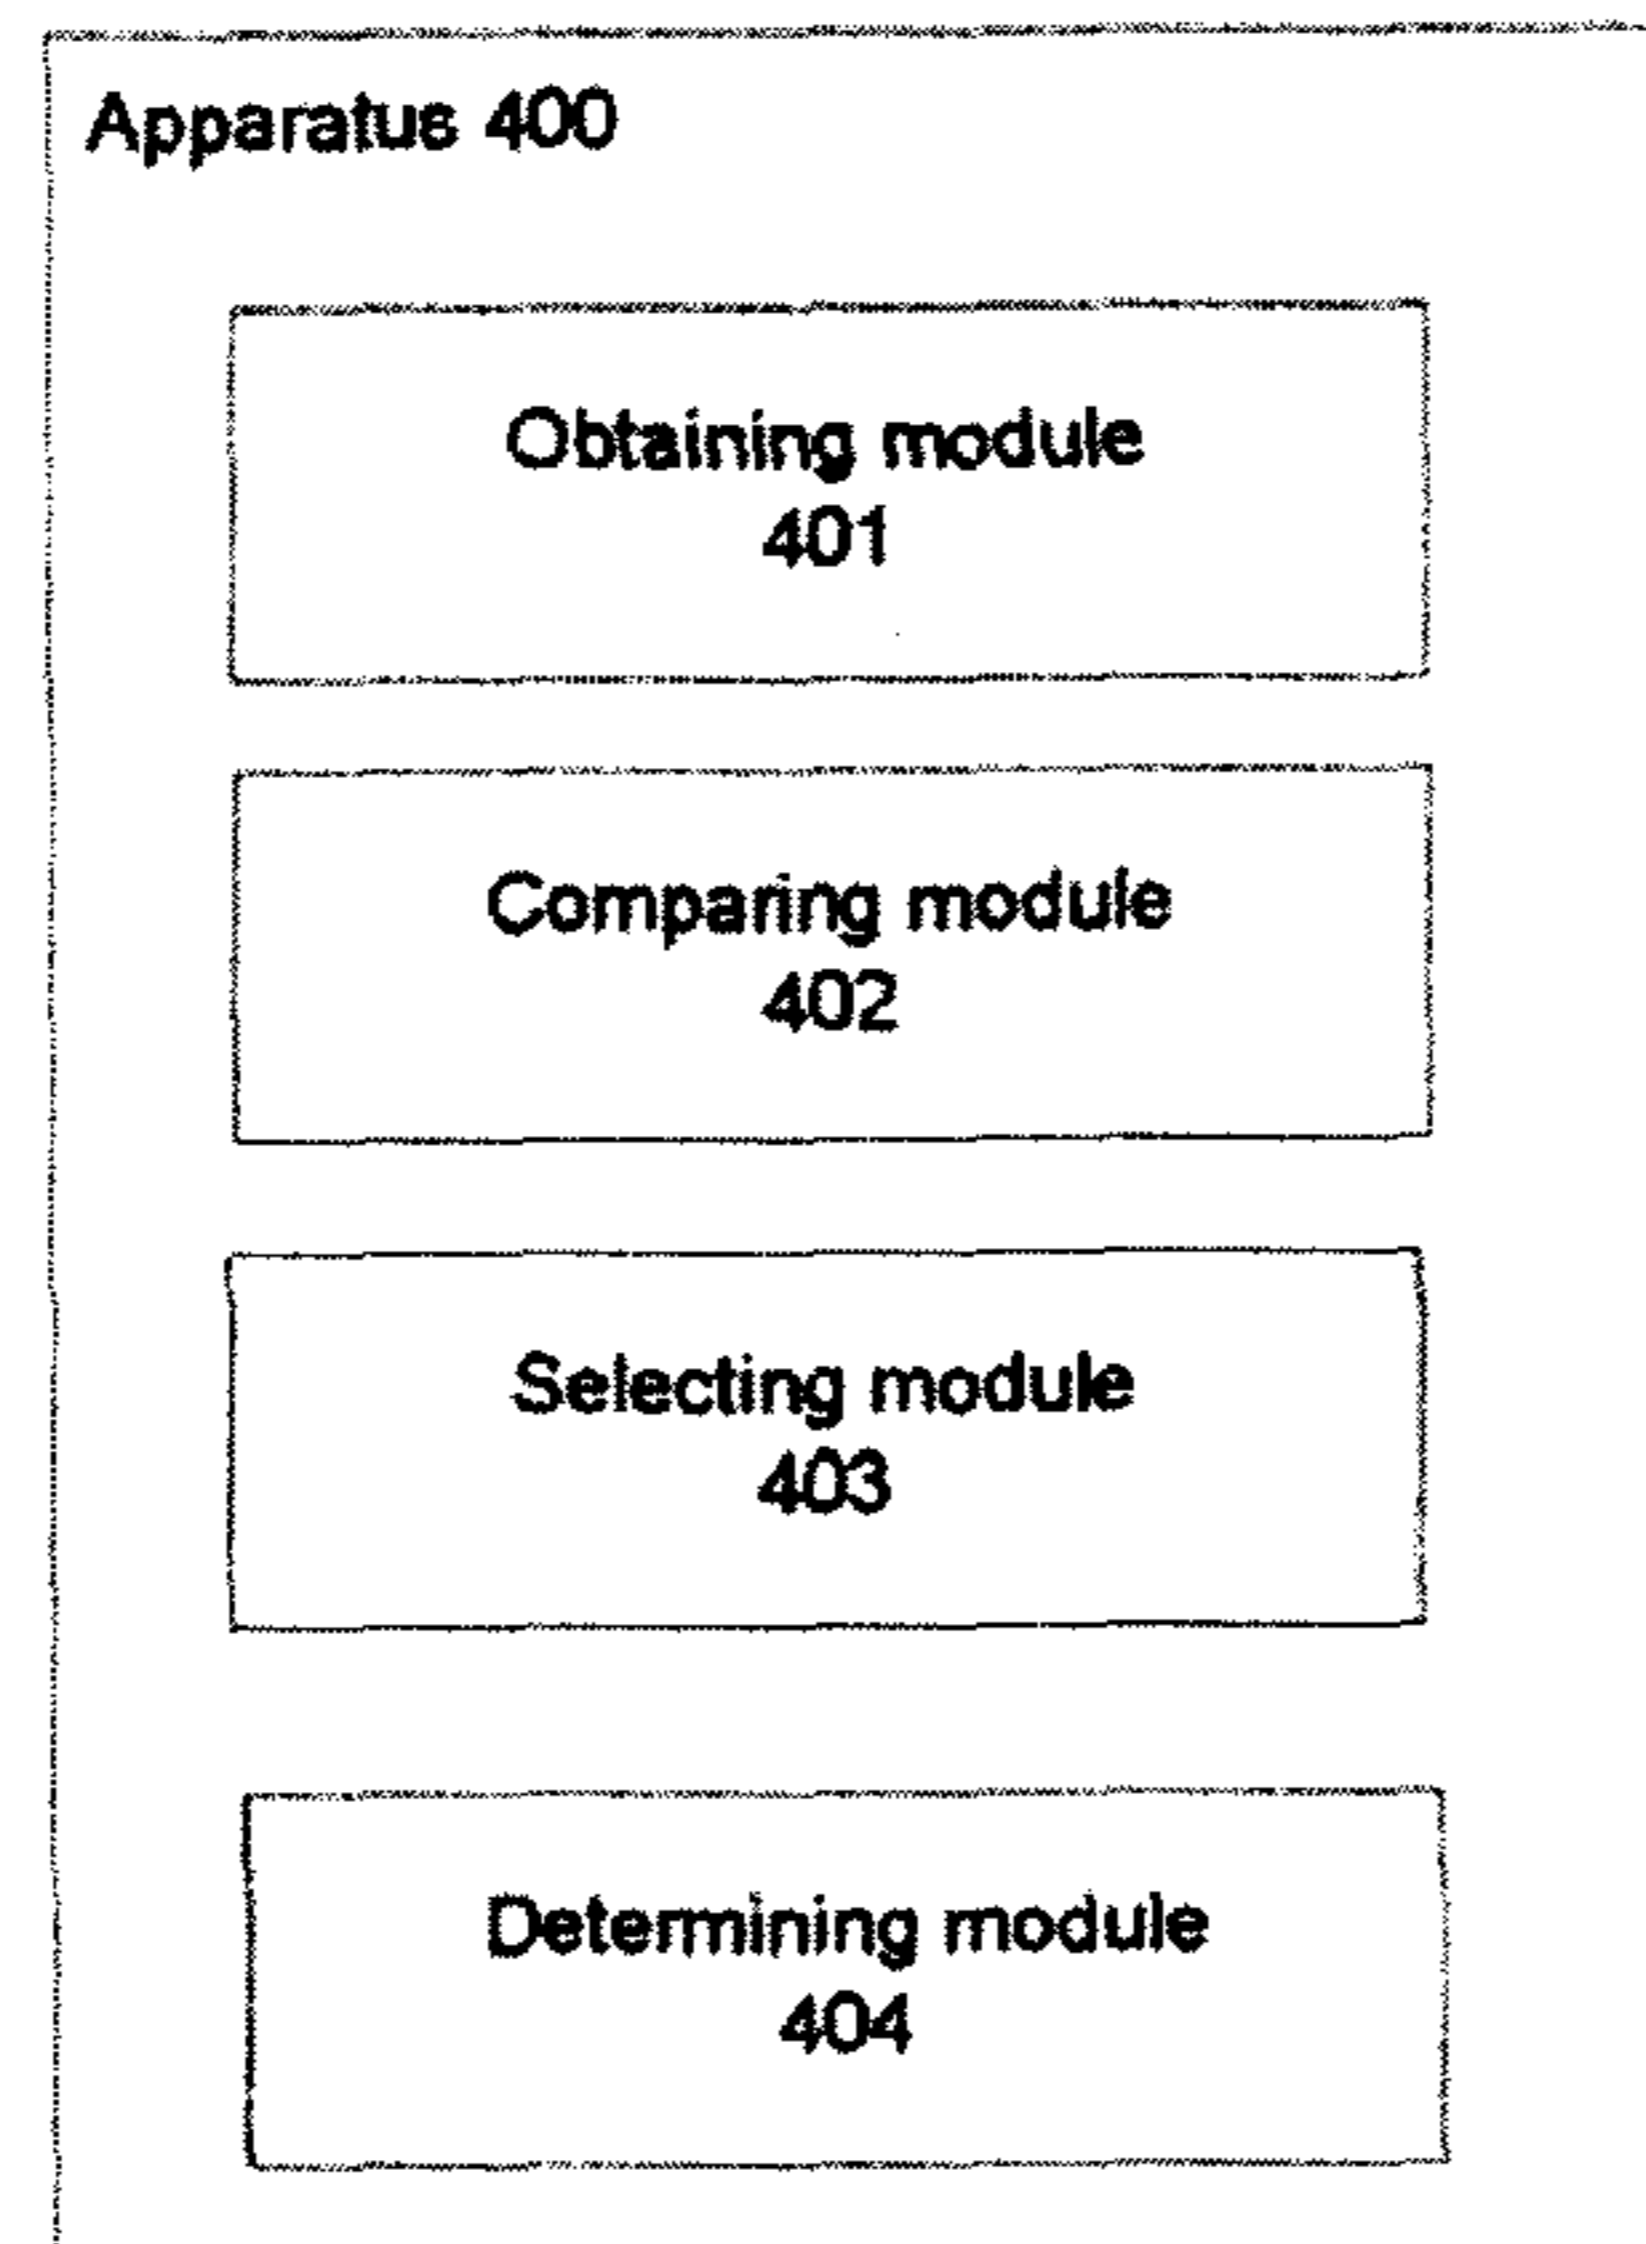 Apparatus 400
Obtaining module
401
Comparing module
402
Selecting module
403
Determining module
404